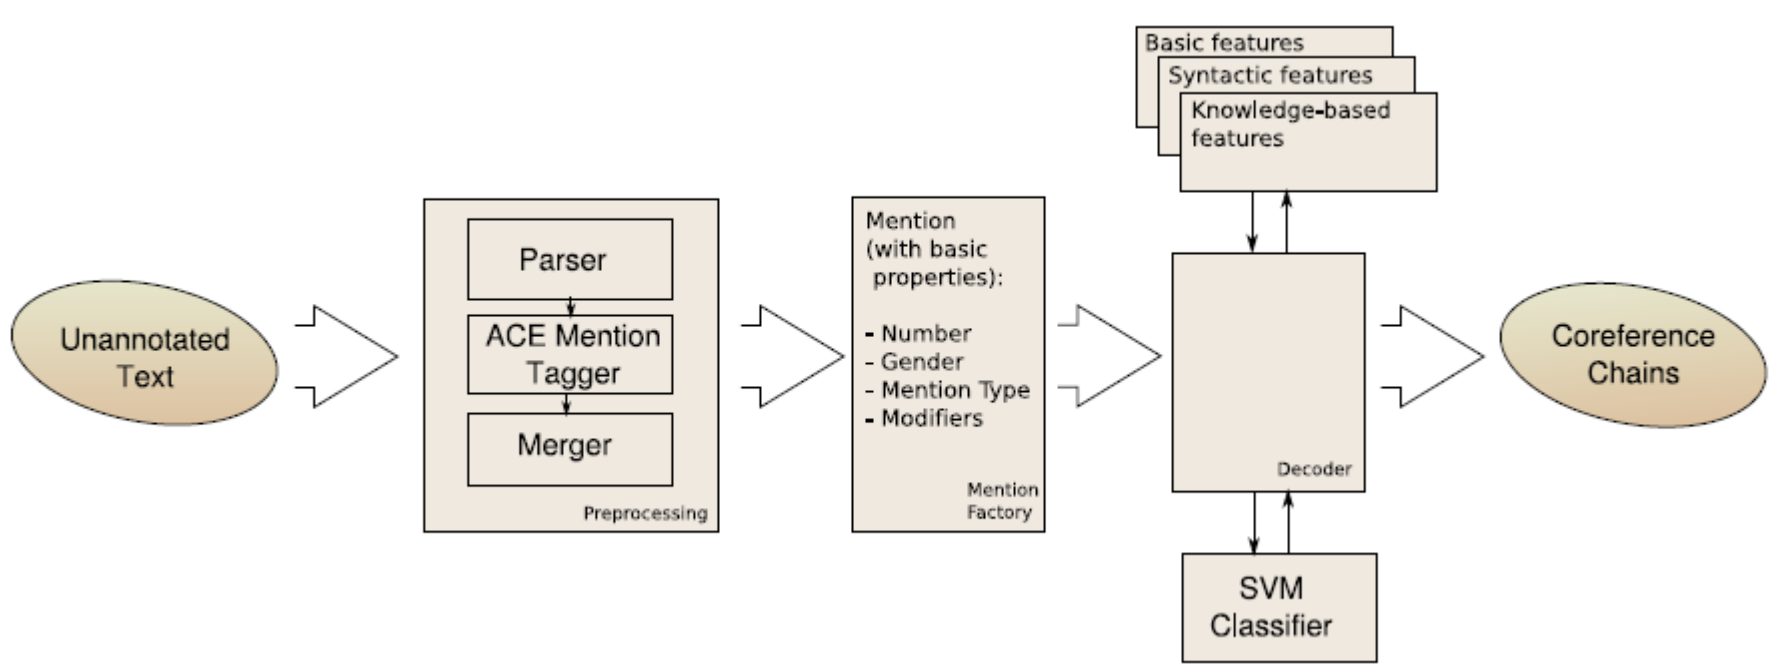 Unannotated
Text
Parser
ACE Mention
Tagger
Merger
Preprocessing
Mention
(with basic
properties):
- Number
- Gender
- Mention Type
- Modifiers
Mention
Factory
Basic features
Syntactic features
Knowledge-based
features
Decoder
SVM
Classifier
Coreference
Chains